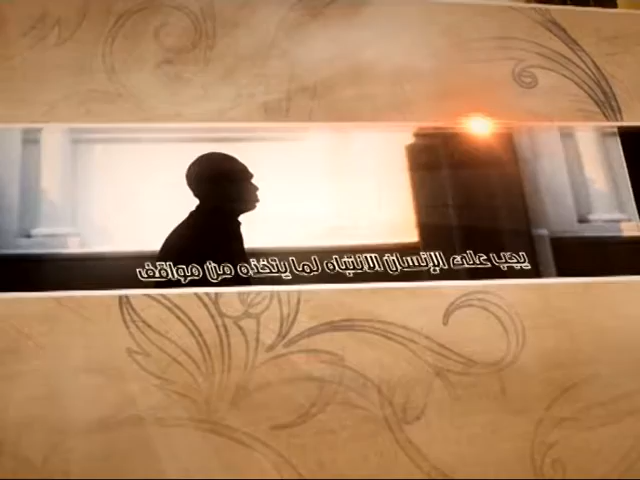 يجب على الإنسان الانتباه لما يتخذه من مواقف